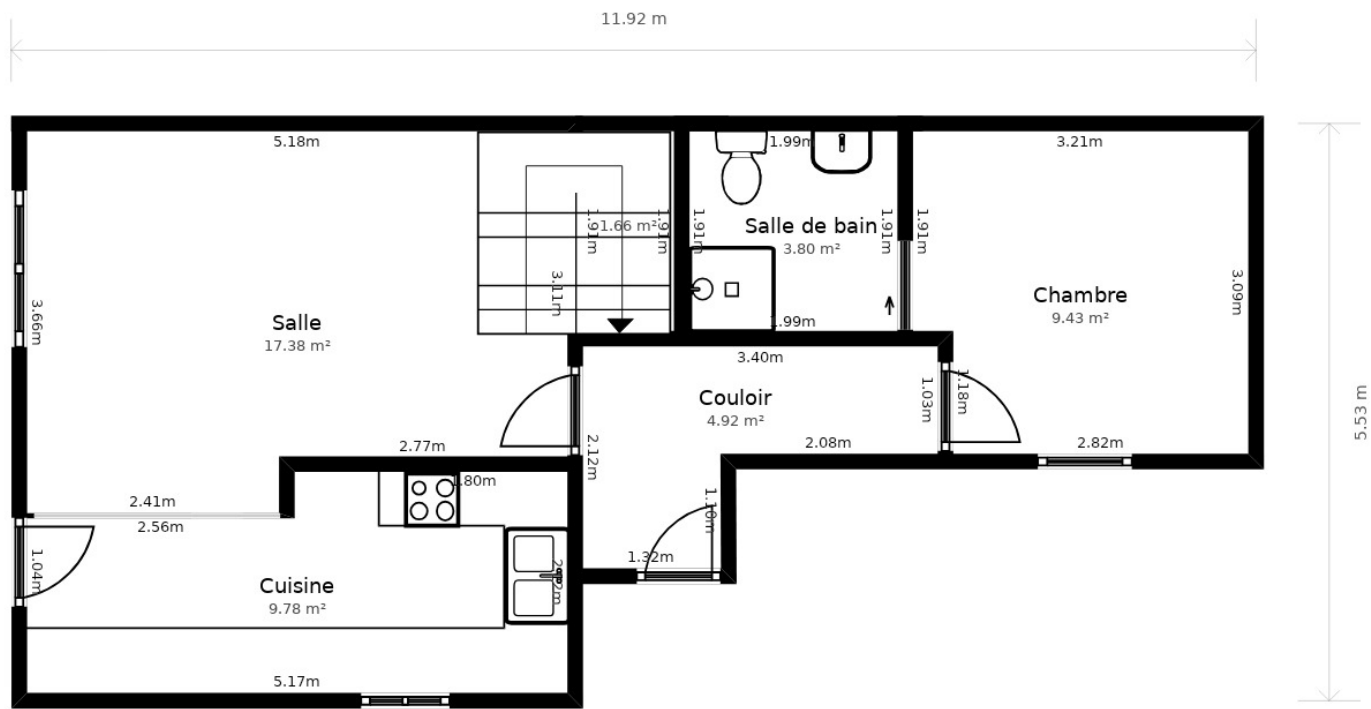 11.92 m
5.18m
1.99m
3.21m
1.91m
1.66 m²
1.91m
1.91m
Salle de bain
3.80 m²
1.91m
1.91m
3.11m
3.66m
Salle
17.38 m²
1.99m
Chambre
9.43 m²
3.09m
3.40m
Couloir
4.92 m²
1.03m
1.18m
5.53 m
2.77m
2.12m
2.08m
2.82m
1.80m
2.41m
2.56m
1.10m
1.32m
1.04m
Cuisine
9.78 m²
5.17m